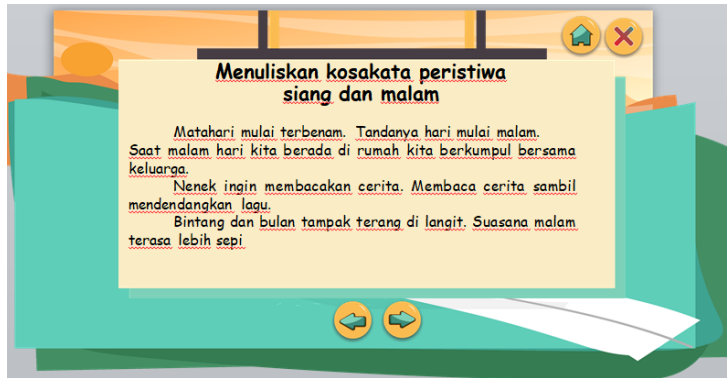 Menuliskan kosakata peristiwa
siang dan malam
Matahari mulai terbenam. Tandanya hari mulai malam.
Saat malam hari kita berada di rumah kita berkumpul bersama
keluarga.
Nenek ingin membacakan cerita. Membaca cerita sambil
mendendangkan lagu.
Bintang dan bulan tampak terang di langit. Suasana malam
terasa lebih sepi